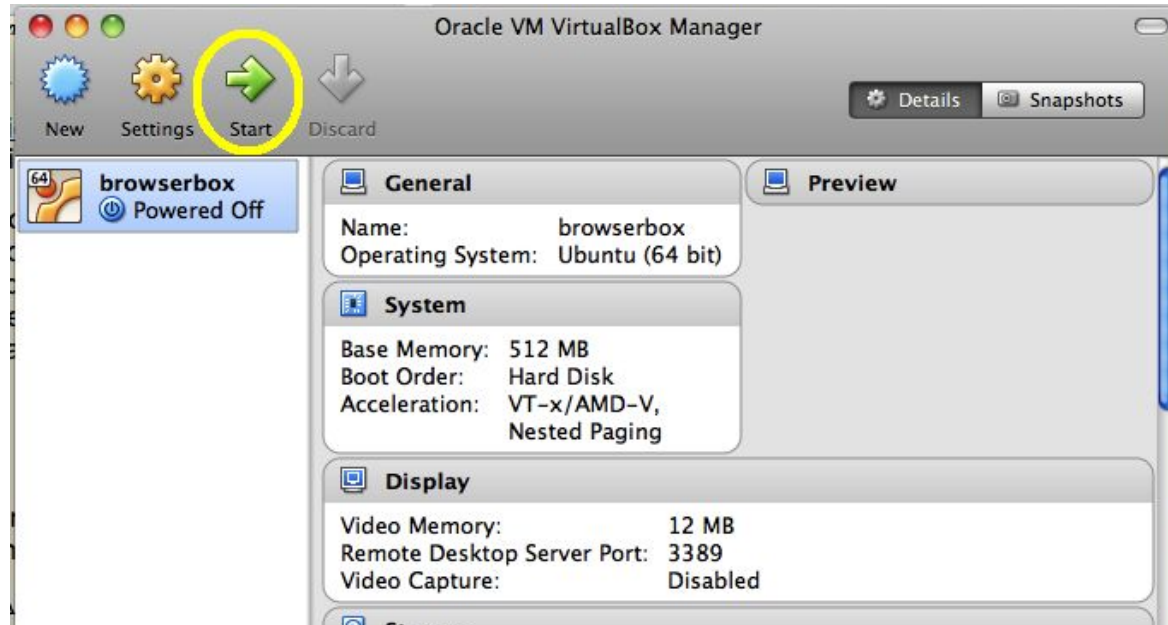 Oracle VM VirtualBox Manager
New Settings Start Discard
Details Snapshots
64
browserbox
Powered Off
General
Name: browserbox
Operating System: Ubuntu (64 bit)
System
Base Memory: 512 MB
Boot Order: Hard Disk
Acceleration: VT-x/AMD-V,
Nested Paging
Display
Video Memory: 12 MB
Remote Desktop Server Port: 3389
Video Capture: Disabled
Preview